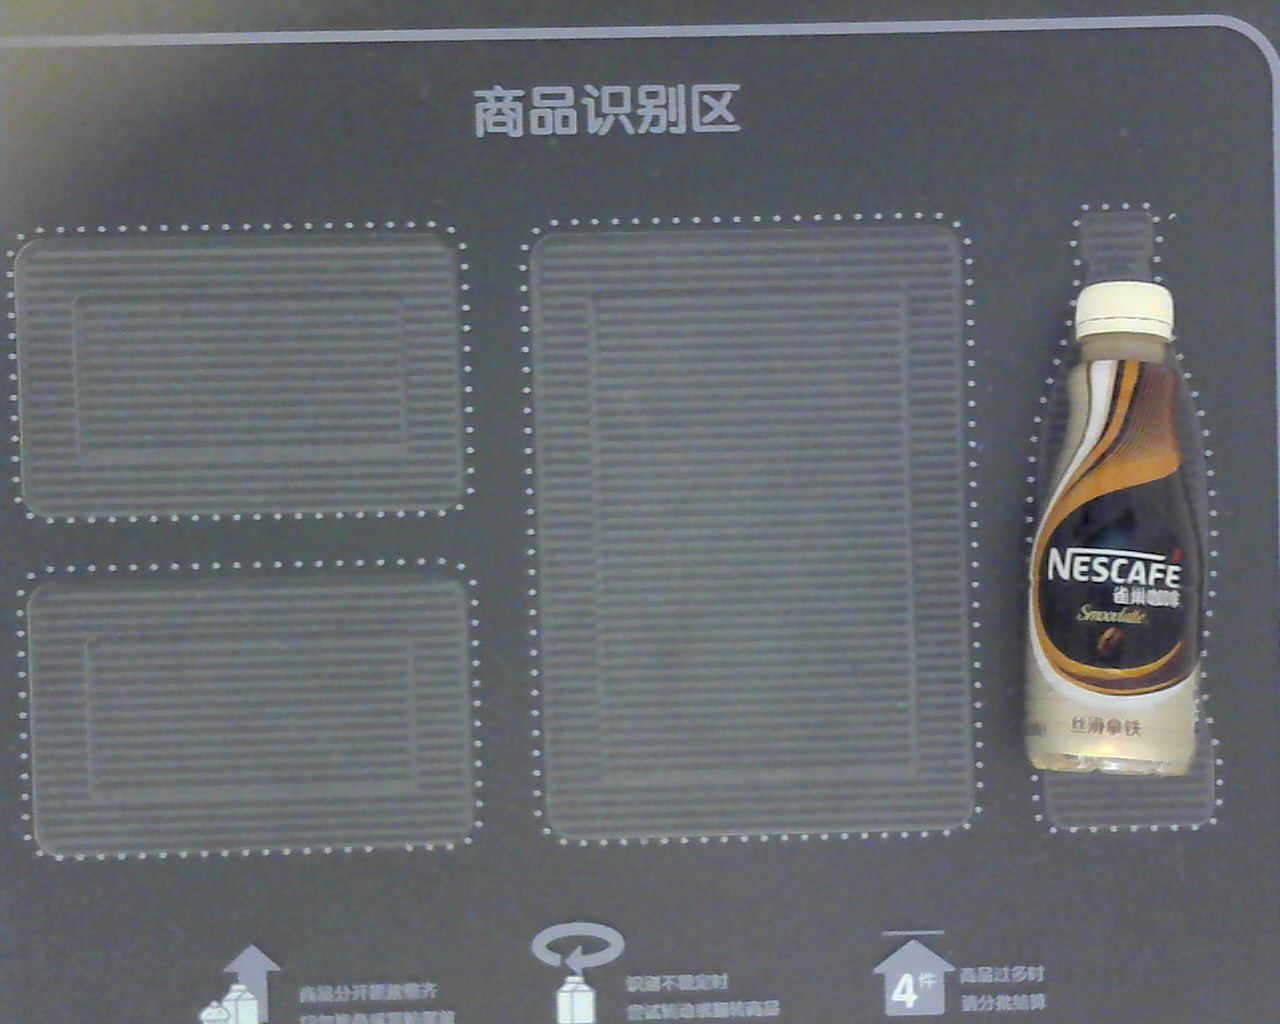 商品识别区
NESCAFÉ
雀巢咖啡
Smoovlatte
丝滑拿铁
商品分开摆放整齐
识别不稳定时
尝试转动或翻转商品
4件
商品过多时
请分批结算